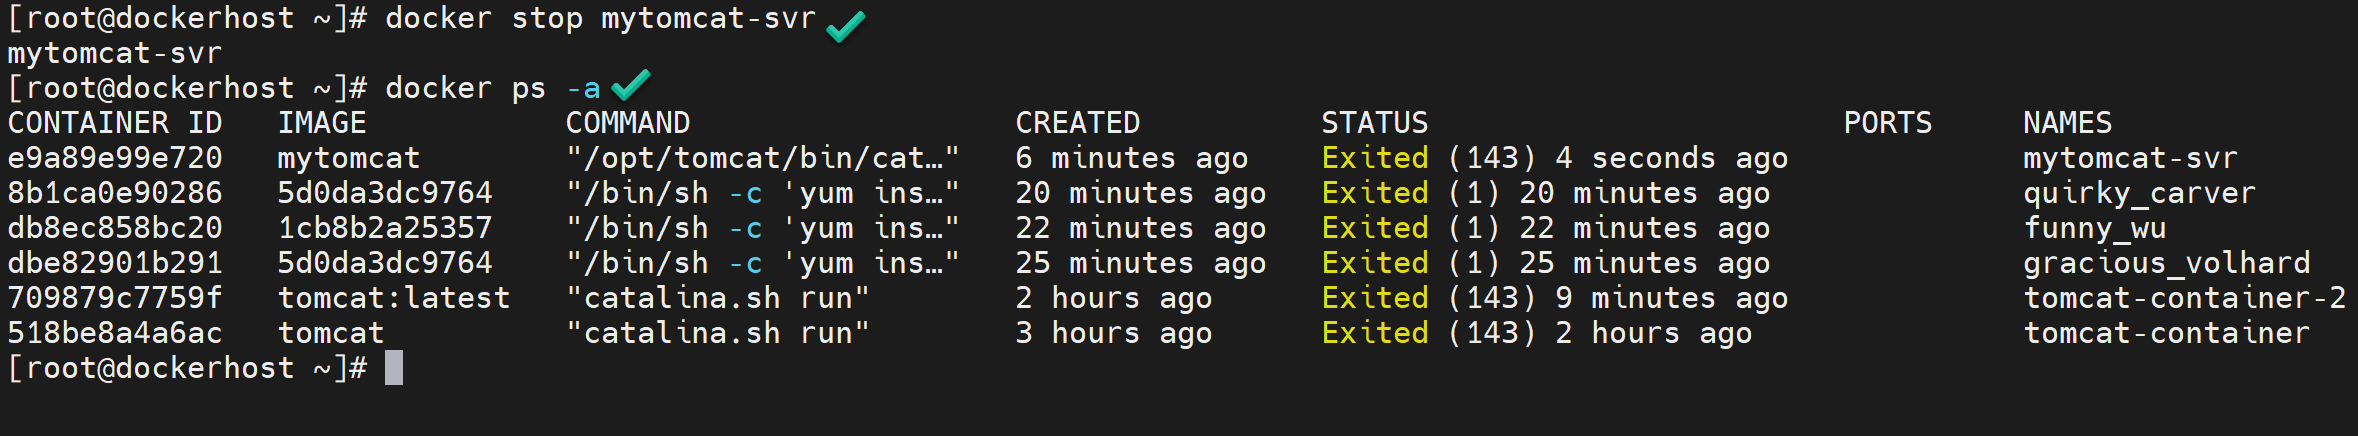 [root@dockerhost ~]# docker stop mytomcat-svr
mytomcat-svr
[root@dockerhost ~]# docker ps -a
CONTAINER ID   IMAGE           COMMAND                  CREATED          STATUS                       PORTS     NAMES
e9a89e99e720   mytomcat        "/opt/tomcat/bin/cat…"   6 minutes ago    Exited (143) 4 seconds ago             mytomcat-svr
8b1ca0e90286   5d0da3dc9764    "/bin/sh -c 'yum ins…"   20 minutes ago   Exited (1) 20 minutes ago              quirky_carver
db8ec858bc20   1cb8b2a25357    "/bin/sh -c 'yum ins…"   22 minutes ago   Exited (1) 22 minutes ago              funny_wu
dbe82901b291   5d0da3dc9764    "/bin/sh -c 'yum ins…"   25 minutes ago   Exited (1) 25 minutes ago              gracious_volhard
709879c7759f   tomcat:latest   "catalina.sh run"        2 hours ago      Exited (143) 9 minutes ago             tomcat-container-2
518be8a4a6ac   tomcat          "catalina.sh run"        3 hours ago      Exited (143) 2 hours ago               tomcat-container
[root@dockerhost ~]#